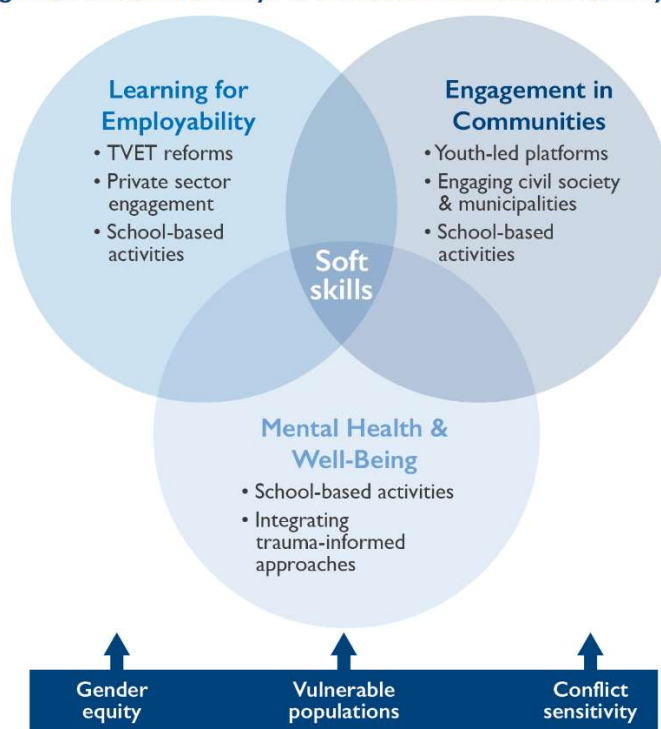 Learning for
Employability
• TVET reforms
• Private sector
engagement
• School-based
activities
Engagement in
Communities
• Youth-led platforms
• Engaging civil society
& municipalities
• School-based
activities
Soft
skills
Mental Health &
Well-Being
• School-based activities
• Integrating
trauma-informed
approaches
Gender
equity
Vulnerable
populations
Conflict
sensitivity